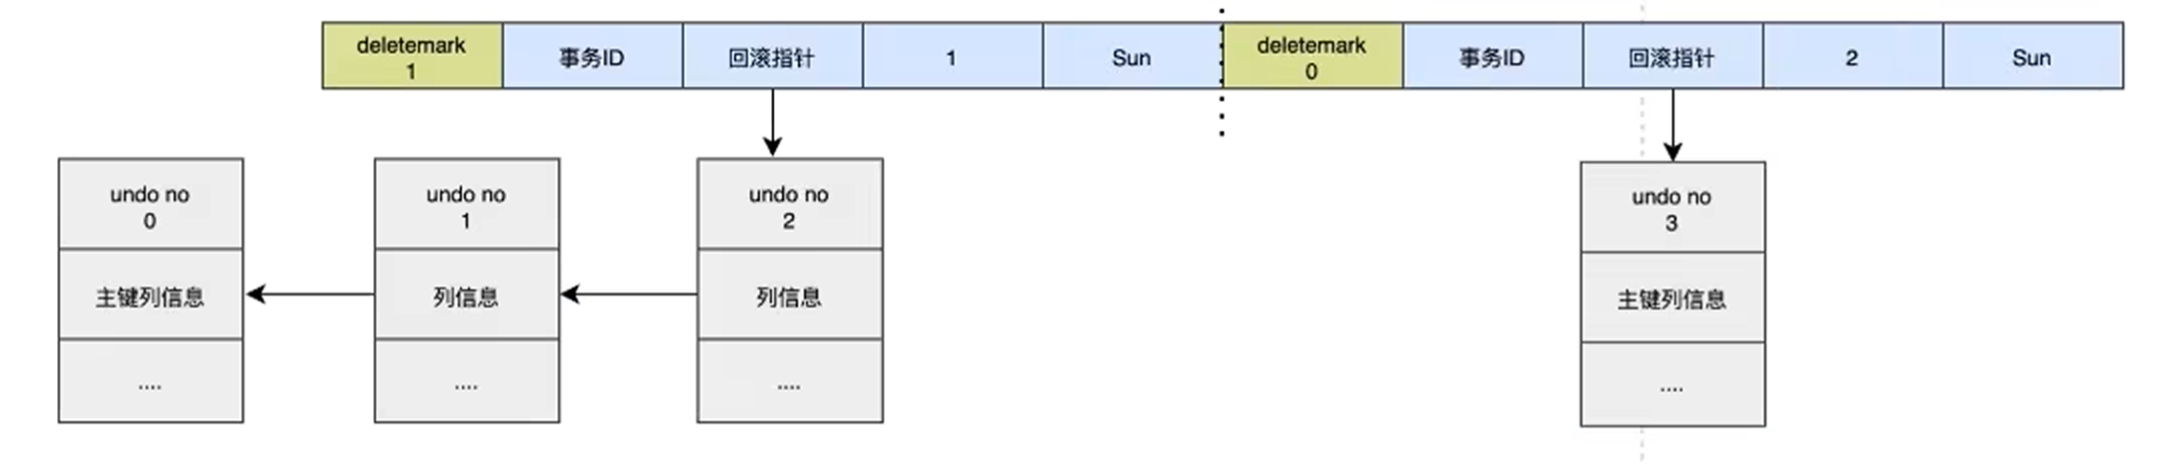 deletemark
1
事务ID
回滚指针
1
Sun
deletemark
0
事务ID
回滚指针
2
Sun
undo no
0
主键列信息
....
undo no
1
列信息
....
undo no
2
列信息
....
undo no
3
主键列信息
....